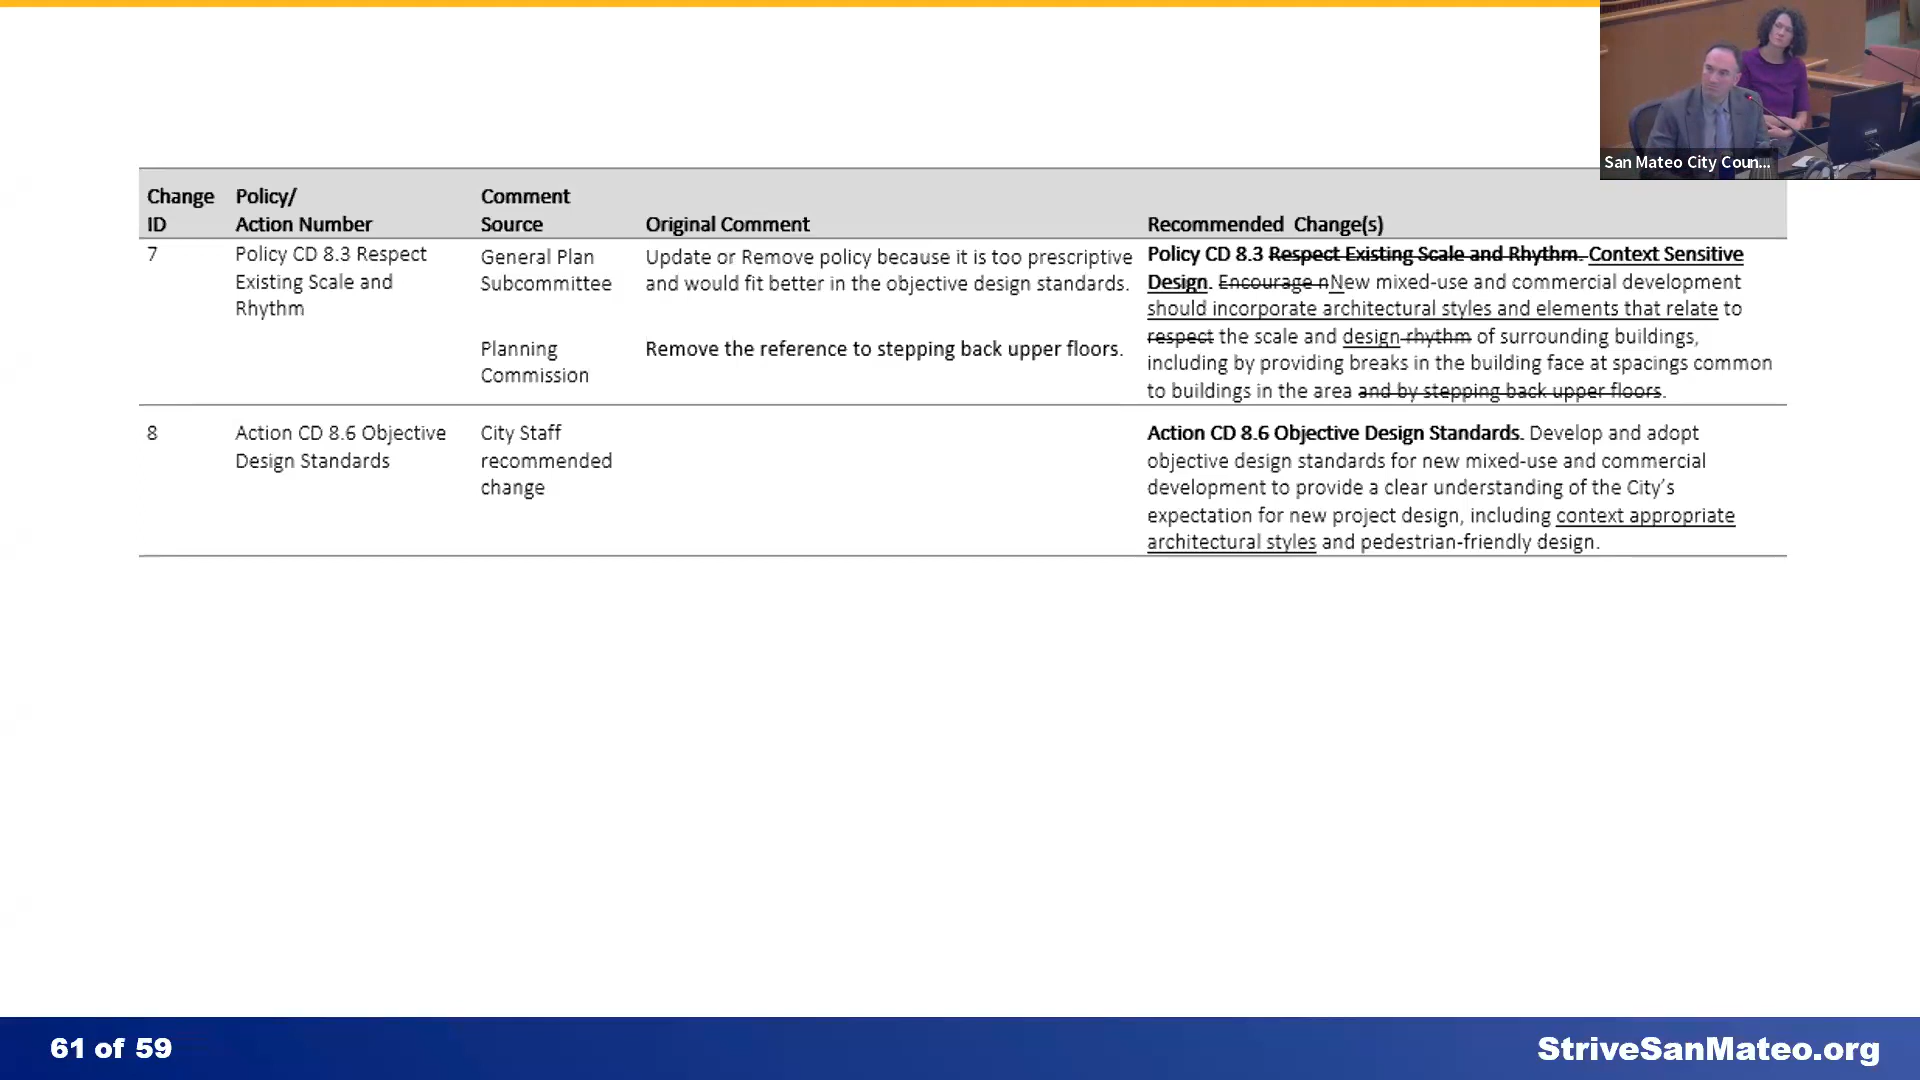 San Mateo City Coun...
Change ID
Policy/ Action Number
Comment Source
Original Comment
Recommended Change(s)
7
Policy CD 8.3 Respect
Existing Scale and
Rhythm
General Plan
Subcommittee
Update or Remove policy because it is too prescriptive
and would fit better in the objective design standards.
Planning
Commission
Remove the reference to stepping back upper floors.
Policy CD 8.3 Respect Existing Scale and Rhythm. Context Sensitive
Design. Encourage nNew mixed-use and commercial development
should incorporate architectural styles and elements that relate to
respect the scale and design rhythm of surrounding buildings,
including by providing breaks in the building face at spacings common
to buildings in the area and by stepping back upper floors.
8
Action CD 8.6 Objective
Design Standards
City Staff
recommended
change
Action CD 8.6 Objective Design Standards. Develop and adopt
objective design standards for new mixed-use and commercial
development to provide a clear understanding of the City's
expectation for new project design, including context appropriate
architectural styles and pedestrian-friendly design.
61 of 59
StriveSanMateo.org